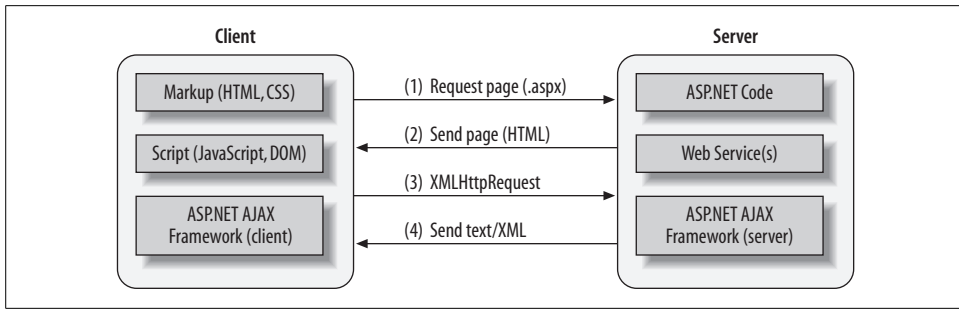 Client
Server
Markup (HTML, CSS)
Script (JavaScript, DOM)
ASP.NET AJAX
Framework (client)
(1) Request page (.aspx)
(2) Send page (HTML)
(3) XMLHttpRequest
(4) Send text/XML
ASP.NET Code
Web Service(s)
ASP.NET AJAX
Framework (server)